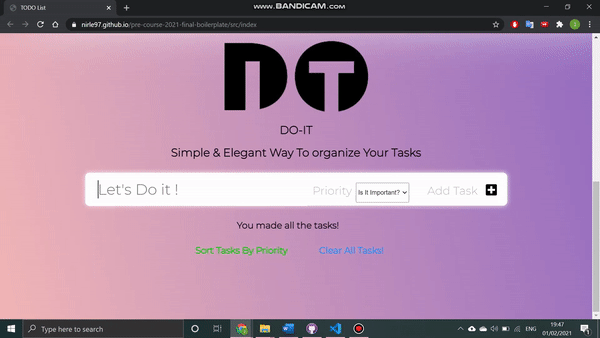 www.BANDICAM.com
TODO List
nirle97.github.io/pre-course-2021-final-boilerplate/src/index
DT
DO-IT
Simple & Elegant Way To organize Your Tasks
Let's Do it ! Priority Is It Important? Add Task
You made all the tasks!
Sort Tasks By Priority Clear All Tasks!
Type here to search
ENG
19:47
01/02/2021